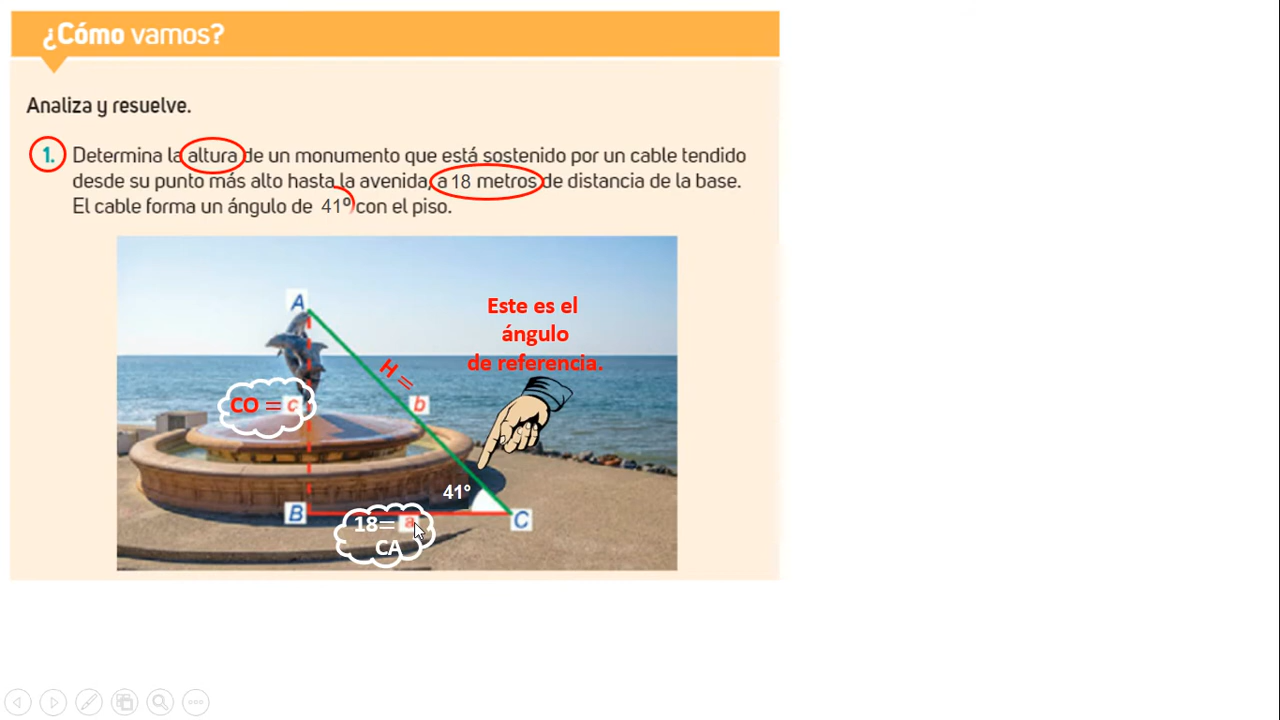 ¿Cómo vamos?
Analiza y resuelve.
1. Determina la altura de un monumento que está sostenido por un cable tendido
desde su punto más alto hasta la avenida, a 18 metros de distancia de la base.
El cable forma un ángulo de 41º con el piso.
Este es el
ángulo
de referencia.
A
H =
b
CO = c
41°
B
C
18= a
CA